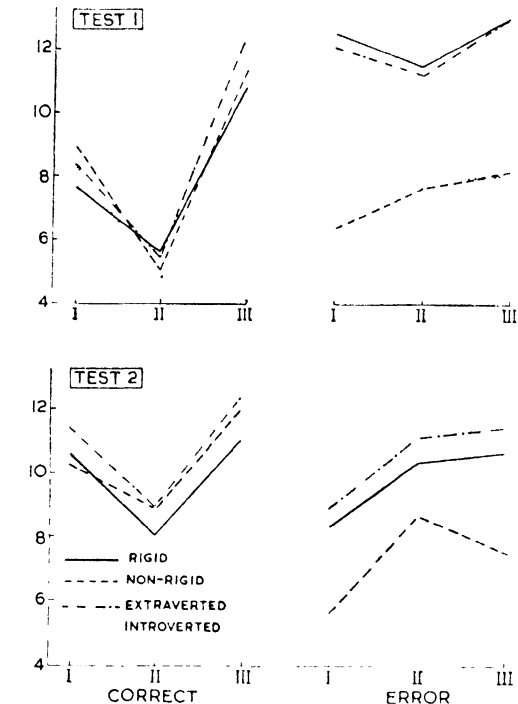 TEST 1
12
10
8
6
4
I II III I II III
TEST 2
12
10
8
6
4
RIGID
NON-RIGID
EXTRAVERTED
INTROVERTED
I II III I II III
CORRECT ERROR